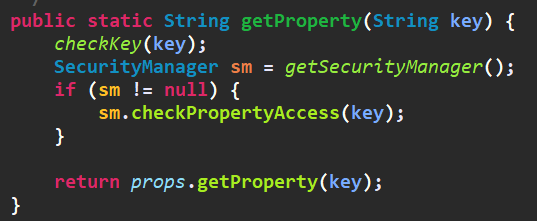 public static String getProperty(String key) {
    checkKey(key);
    SecurityManager sm = getSecurityManager();
    if (sm != null) {
        sm.checkPropertyAccess(key);
    }

    return props.getProperty(key);
}